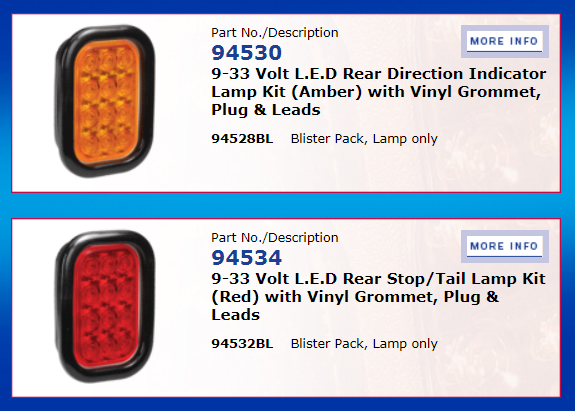 Part No./Description
MORE INFO
94530
9-33 Volt L.E.D Rear Direction Indicator
Lamp Kit (Amber) with Vinyl Grommet,
Plug & Leads
94528BL Blister Pack, Lamp only
Part No./Description
MORE INFO
94534
9-33 Volt L.E.D Rear Stop/Tail Lamp Kit
(Red) with Vinyl Grommet, Plug &
Leads
94532BL Blister Pack, Lamp only